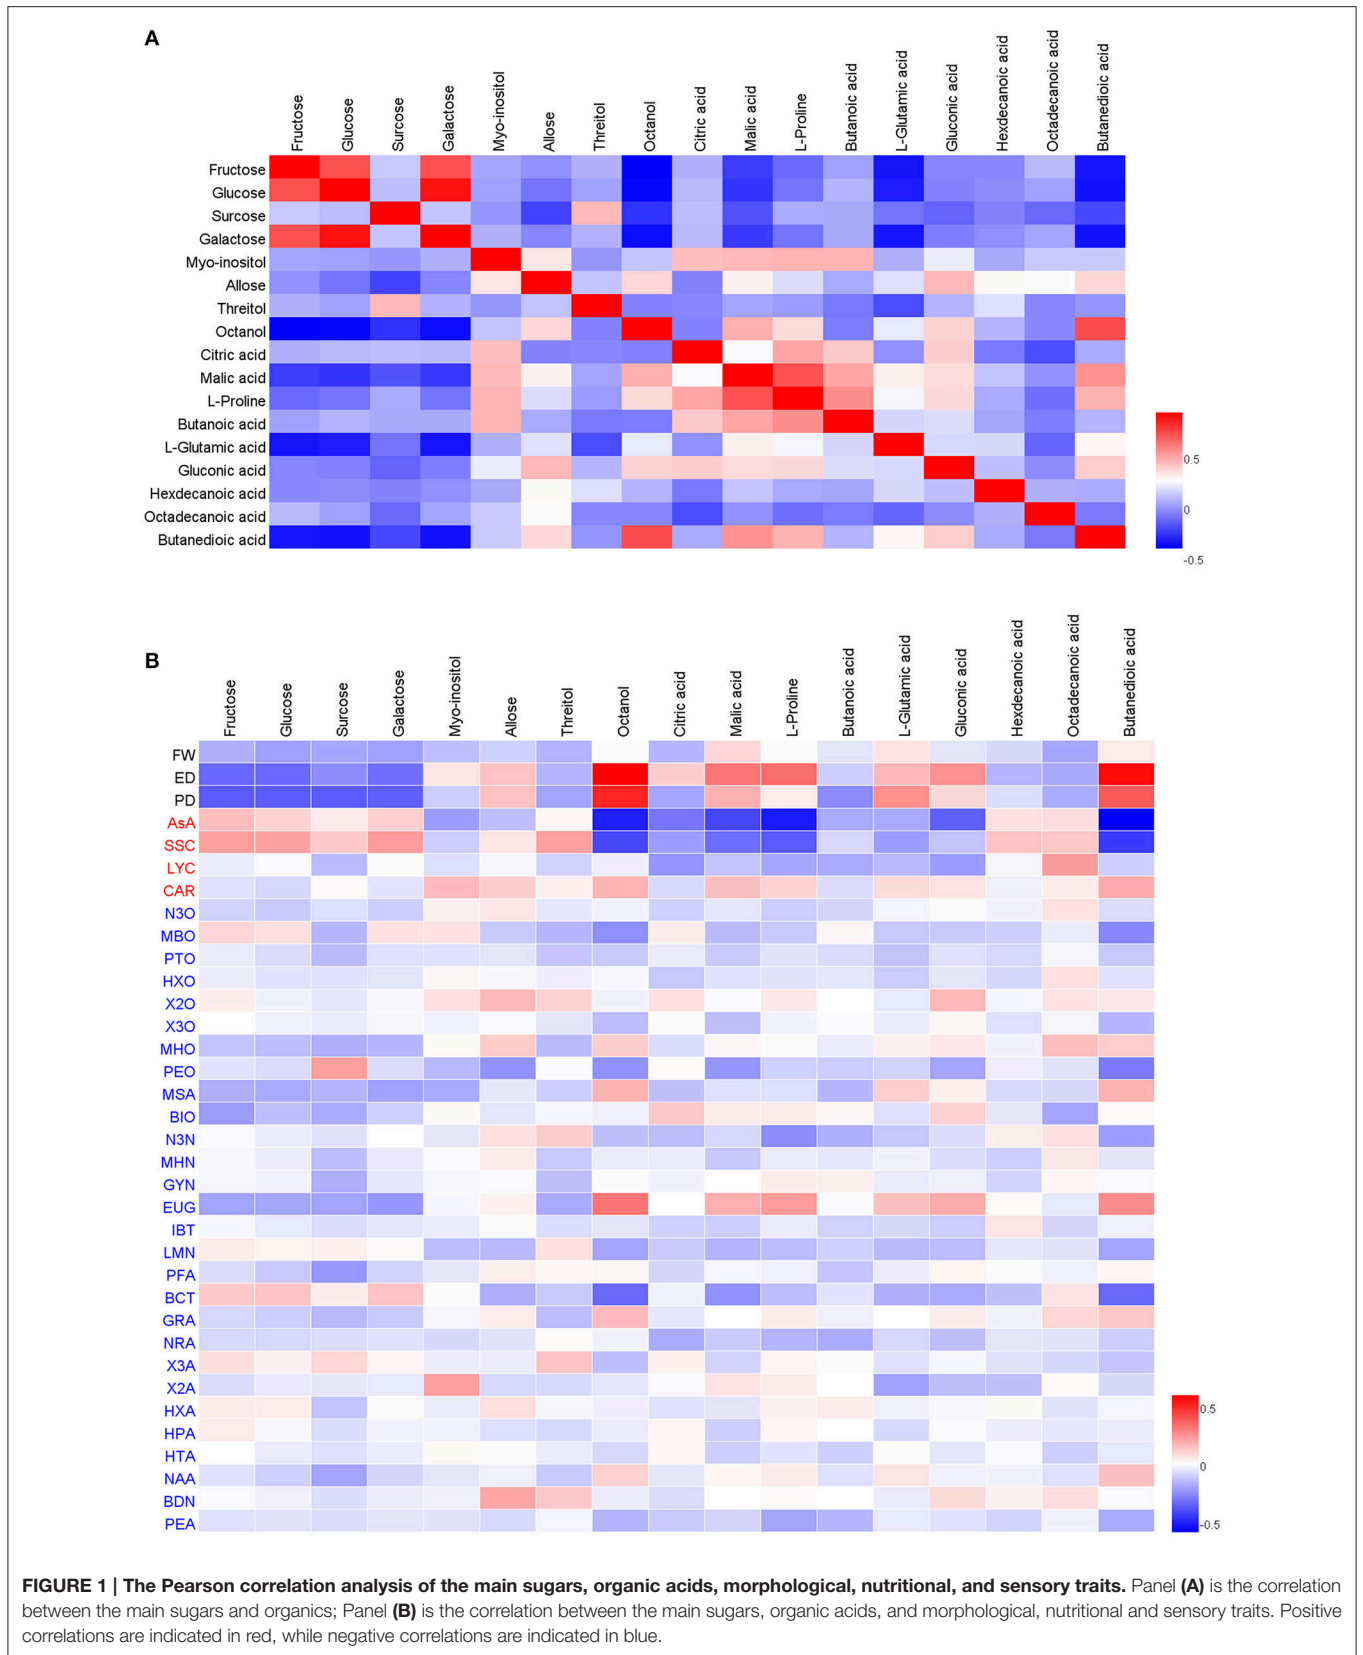 A
Fructose
Glucose
Surcose
Galactose
Myo-inositol
Allose
Threitol
Octanol
Citric acid
Malic acid
L-Proline
Butanoic acid
L-Glutamic acid
Gluconic acid
Hexdecanoic acid
Octadecanoic acid
Butanedioic acid
Fructose
Glucose
Surcose
Galactose
Myo-inositol
Allose
Threitol
Octanol
Citric acid
Malic acid
L-Proline
Butanoic acid
L-Glutamic acid
Gluconic acid
Hexdecanoic acid
Octadecanoic acid
Butanedioic acid
0.5
0
-0.5
B
Fructose
Glucose
Surcose
Galactose
Myo-inositol
Allose
Threitol
Octanol
Citric acid
Malic acid
L-Proline
Butanoic acid
L-Glutamic acid
Gluconic acid
Hexdecanoic acid
Octadecanoic acid
Butanedioic acid
FW
ED
PD
AsA
SSC
LYC
CAR
N3O
MBO
PTO
HXO
X2O
X3O
MHO
PEO
MSA
BIO
N3N
MHN
GYN
EUG
IBT
LMN
PFA
BCT
GRA
NRA
X3A
X2A
HXA
HPA
HTA
NAA
BDN
PEA
0.5
0
-0.5
FIGURE 1 | The Pearson correlation analysis of the main sugars, organic acids, morphological, nutritional, and sensory traits. Panel (A) is the correlation
between the main sugars and organics; Panel (B) is the correlation between the main sugars, organic acids, and morphological, nutritional and sensory traits. Positive
correlations are indicated in red, while negative correlations are indicated in blue.